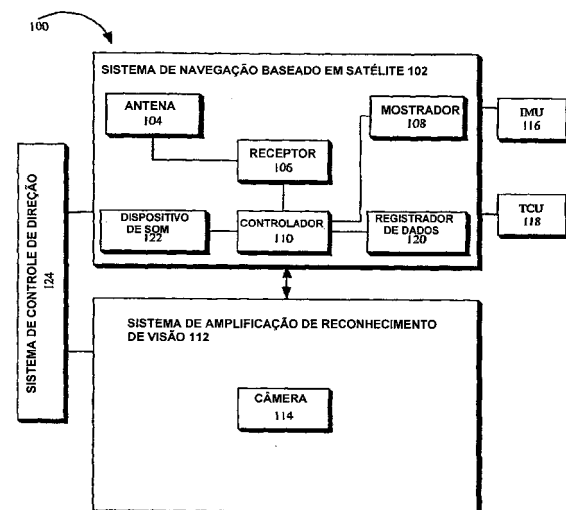 100
SISTEMA DE NAVEGAÇÃO BASEADO EM SATÉLITE 102
ANTENA
104
MOSTRADOR
108
IMU
116
RECEPTOR
106
TCU
118
DISPOSITIVO
DE SOM
122
CONTROLADOR
110
REGISTRADOR
DE DADOS
120
SISTEMA DE CONTROLE DE DIREÇÃO
124
SISTEMA DE AMPLIFICAÇÃO DE RECONHECIMENTO
DE VISÃO 112
CÂMERA
114